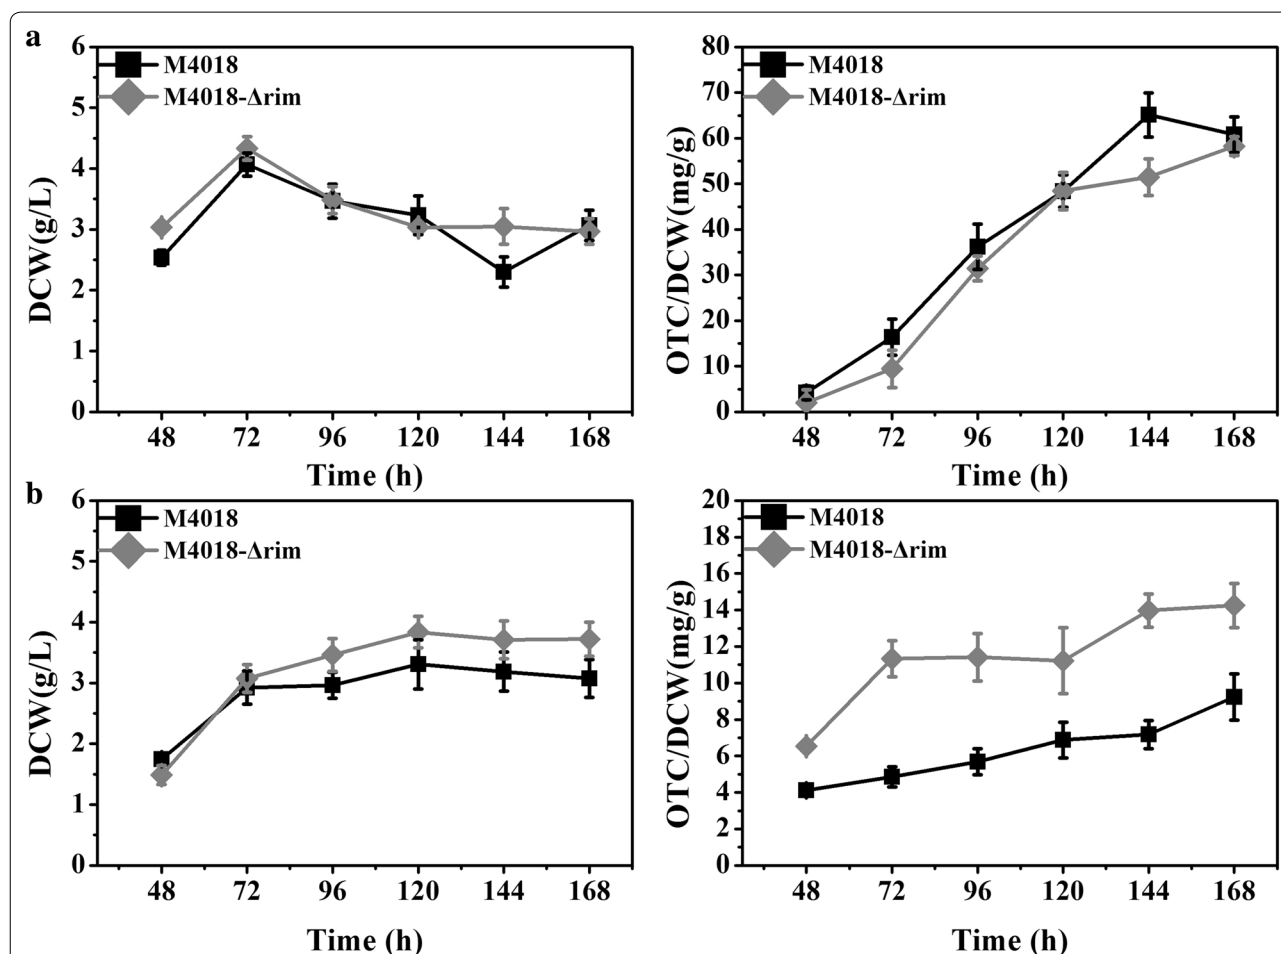 a
6
5
4
3
2
1
0
DCW(g/L)
M4018
M4018-Δrim
48 72 96 120 144 168
Time (h)
80
70
60
50
40
30
20
10
0
OTC/DCW(mg/g)
M4018
M4018-Δrim
48 72 96 120 144 168
Time (h)
b
6
5
4
3
2
1
0
DCW(g/L)
M4018
M4018-Δrim
48 72 96 120 144 168
Time (h)
20
18
16
14
12
10
8
6
4
2
0
OTC/DCW(mg/g)
M4018
M4018-Δrim
48 72 96 120 144 168
Time (h)